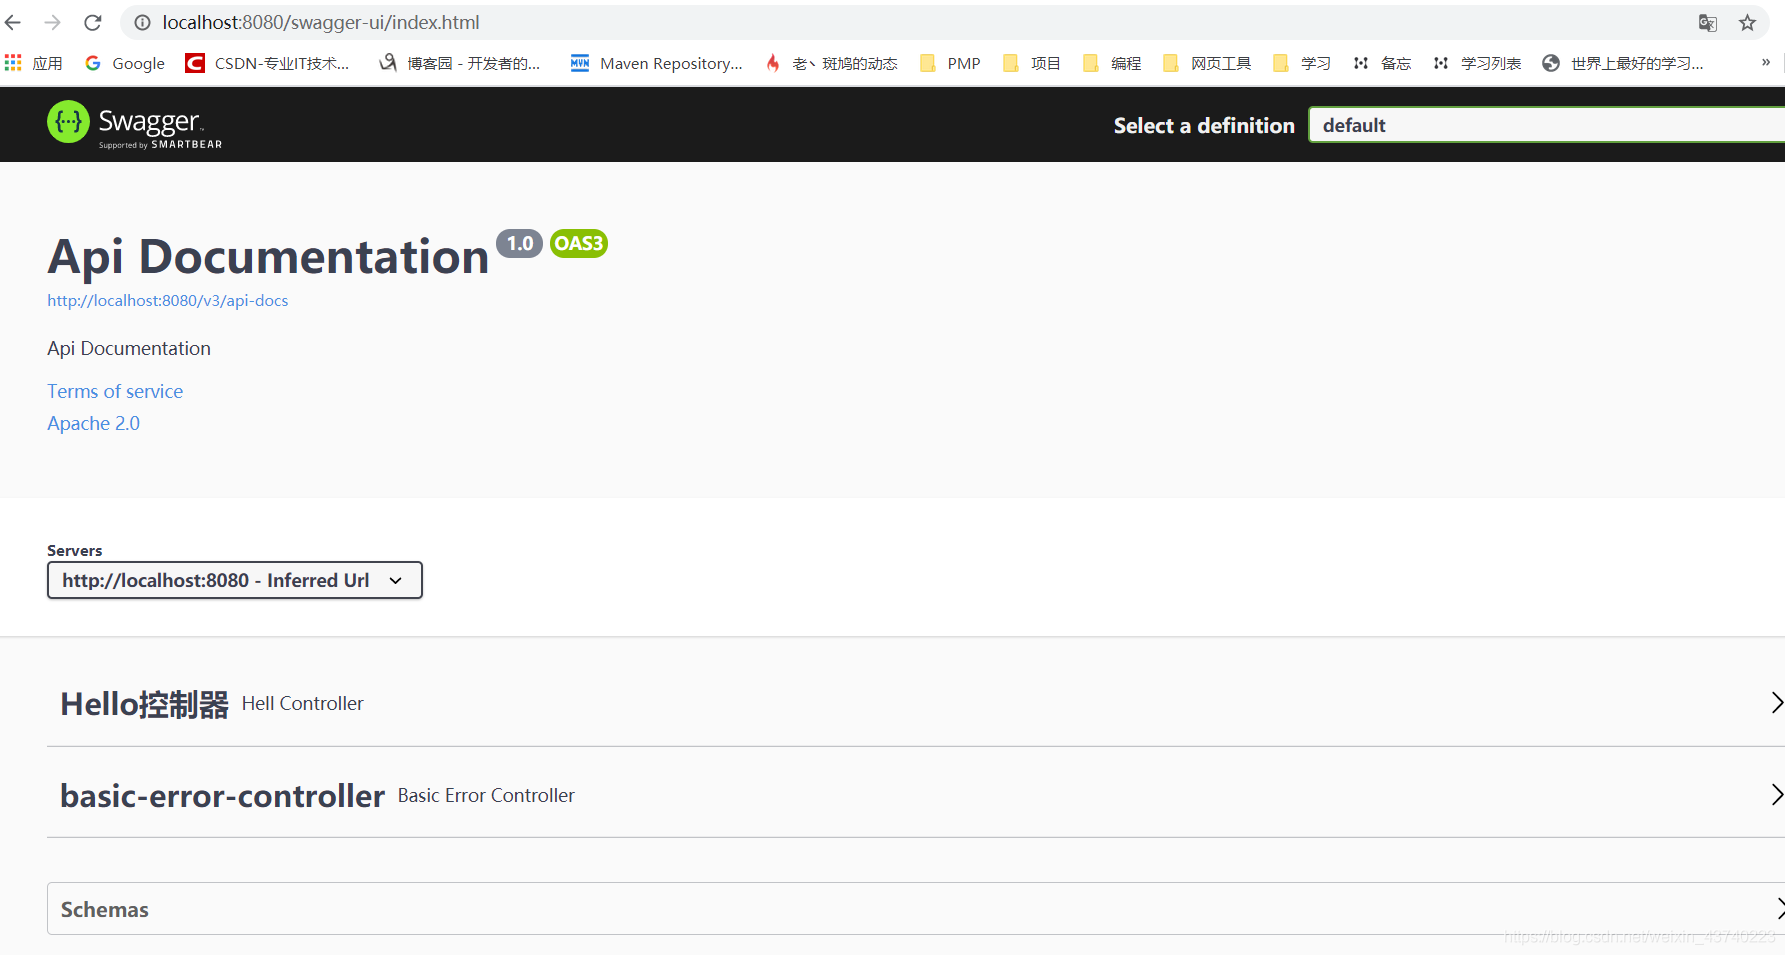 localhost:8080/swagger-ui/index.html
应用 Google CSDN-专业IT技术... 博客园 - 开发者的... Maven Repository... 老丶斑鸠的动态 PMP 项目 编程 网页工具 学习 备忘 学习列表 世界上最好的学习... »
Swagger
Supported by SMARTBEAR
Select a definition default
Api Documentation 1.0 OAS3
http://localhost:8080/v3/api-docs
Api Documentation
Terms of service
Apache 2.0
Servers
http://localhost:8080 - Inferred Url
Hello控制器 Hell Controller
basic-error-controller Basic Error Controller
Schemas
https://blog.csdn.net/weixin_43740223